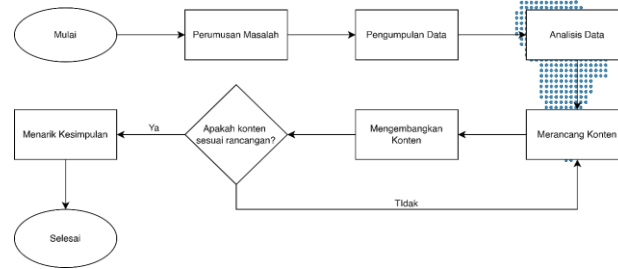 Mulai
Perumusan Masalah
Pengumpulan Data
Analisis Data
Merancang Konten
Mengembangkan
Konten
Apakah konten
sesuai rancangan?
Ya
TIdak
Menarik Kesimpulan
Selesai